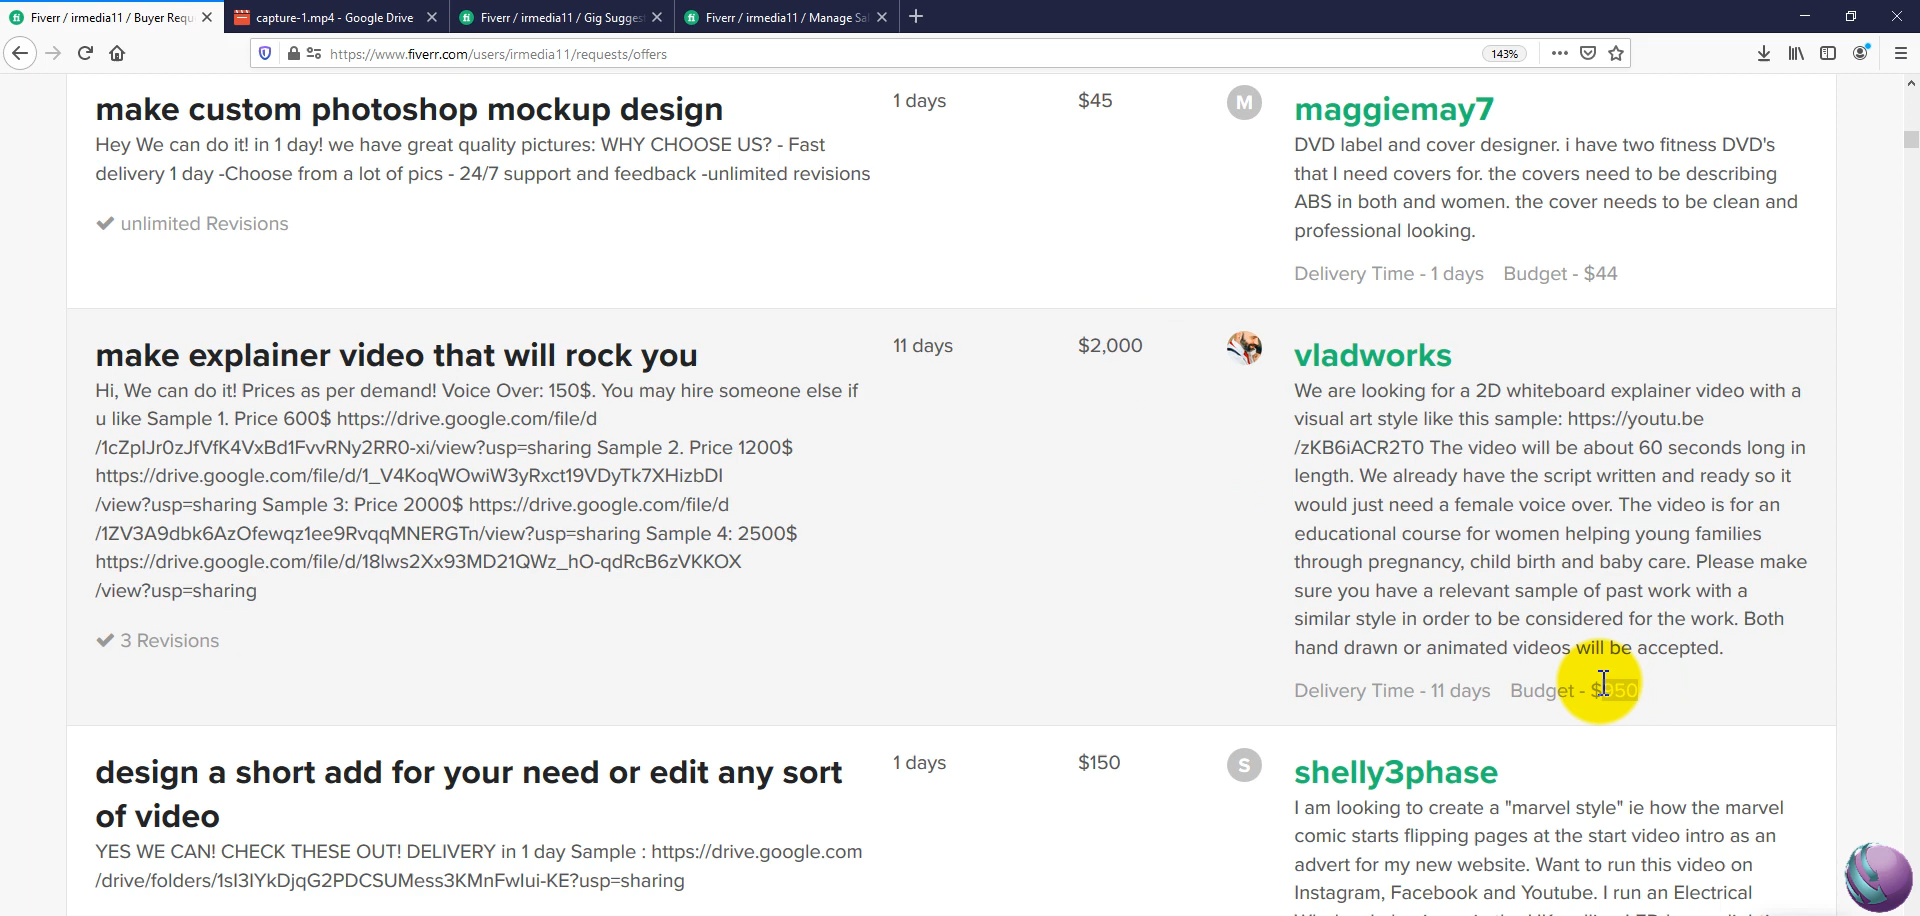 Fiverr / irmedia11 / Buyer Requ
capture-1.mp4 - Google Drive
Fiverr / irmedia11 / Gig Sugges
Fiverr / irmedia11 / Manage Sal
https://www.fiverr.com/users/irmedia11/requests/offers
143%
make custom photoshop mockup design
Hey We can do it! in 1 day! we have great quality pictures: WHY CHOOSE US? - Fast
delivery 1 day -Choose from a lot of pics - 24/7 support and feedback -unlimited revisions
unlimited Revisions
1 days
$45
M
maggiemay7
DVD label and cover designer. i have two fitness DVD's
that I need covers for. the covers need to be describing
ABS in both and women. the cover needs to be clean and
professional looking.
Delivery Time - 1 days Budget - $44
make explainer video that will rock you
Hi, We can do it! Prices as per demand! Voice Over: 150$. You may hire someone else if
u like Sample 1. Price 600$ https://drive.google.com/file/d
/1cZpIJr0zJfVfK4VxBd1FvvRNy2RR0-xi/view?usp=sharing Sample 2. Price 1200$
https://drive.google.com/file/d/1_V4KoqWOwiW3yRxct19VDyTk7XHizbDI
/view?usp=sharing Sample 3: Price 2000$ https://drive.google.com/file/d
/1ZV3A9dbk6AzOfewqz1ee9RvqqMNERGTn/view?usp=sharing Sample 4: 2500$
https://drive.google.com/file/d/18lws2Xx93MD21QWz_hO-qdRcB6zVKKOX
/view?usp=sharing
3 Revisions
11 days
$2,000
vladworks
We are looking for a 2D whiteboard explainer video with a
visual art style like this sample: https://youtu.be
/zKB6iACR2T0 The video will be about 60 seconds long in
length. We already have the script written and ready so it
would just need a female voice over. The video is for an
educational course for women helping young families
through pregnancy, child birth and baby care. Please make
sure you have a relevant sample of past work with a
similar style in order to be considered for the work. Both
hand drawn or animated videos will be accepted.
Delivery Time - 11 days Budget - $950
design a short add for your need or edit any sort
of video
YES WE CAN! CHECK THESE OUT! DELIVERY in 1 day Sample : https://drive.google.com
/drive/folders/1sI3IYkDjqG2PDCSUMess3KMnFwlui-KE?usp=sharing
1 days
$150
S
shelly3phase
I am looking to create a "marvel style" ie how the marvel
comic starts flipping pages at the start video intro as an
advert for my new website. Want to run this video on
Instagram, Facebook and Youtube. I run an Electrical